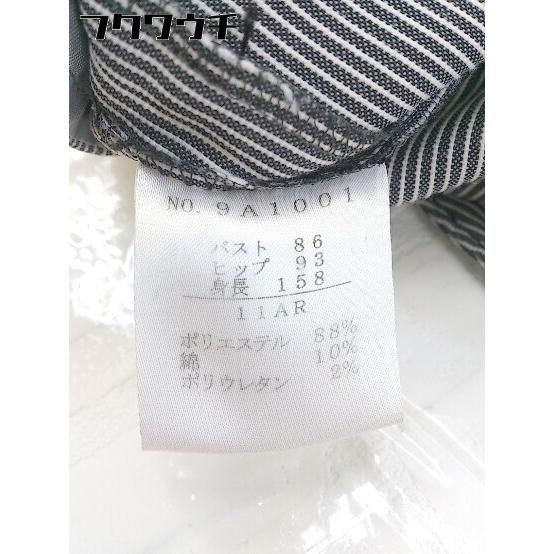 フクウウチ
NO. 9A1001
バスト 86
ヒップ 93
身長 158
11AR
ポリエステル 88%
綿 10%
ポリウレタン 2%